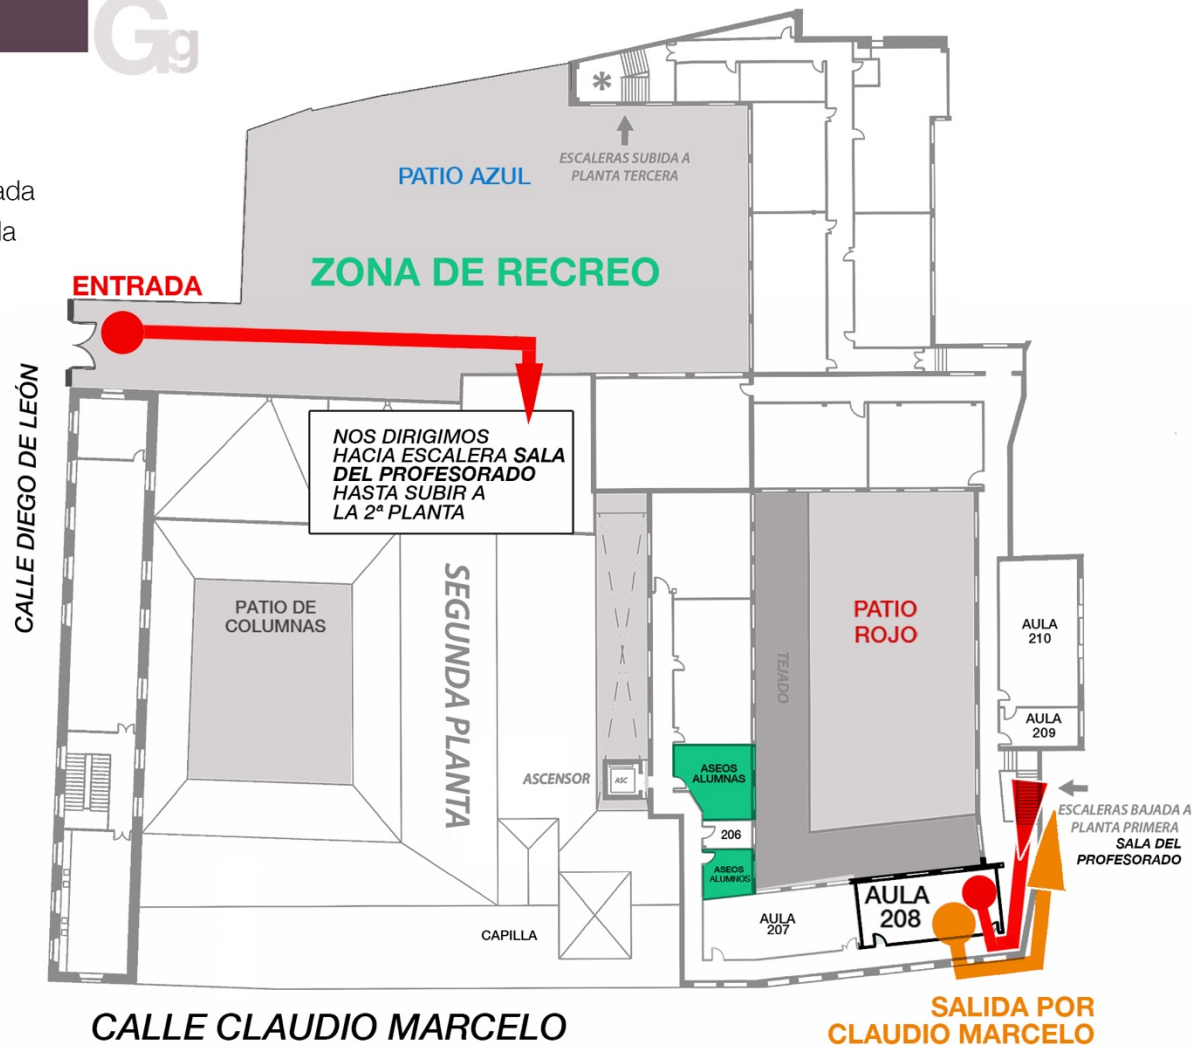 Gg
ada
la
ESCALERAS SUBIDA A
PLANTA TERCERA
PATIO AZUL
ZONA DE RECREO
ENTRADA
CALLE DIEGO DE LEÓN
NOS DIRIGIMOS
HACIA ESCALERA SALA
DEL PROFESORADO
HASTA SUBIR A
LA 2ª PLANTA
PATIO DE
COLUMNAS
SEGUNDA PLANTA
PATIO
ROJO
TEJADO
AULA
210
AULA
209
ASCENSOR
ASC
ASEOS
ALUMNAS
206
ASEOS
ALUMNOS
ESCALERAS BAJADA A
PLANTA PRIMERA
SALA DEL
PROFESORADO
AULA
207
AULA
208
CAPILLA
SALIDA POR
CLAUDIO MARCELO
CALLE CLAUDIO MARCELO